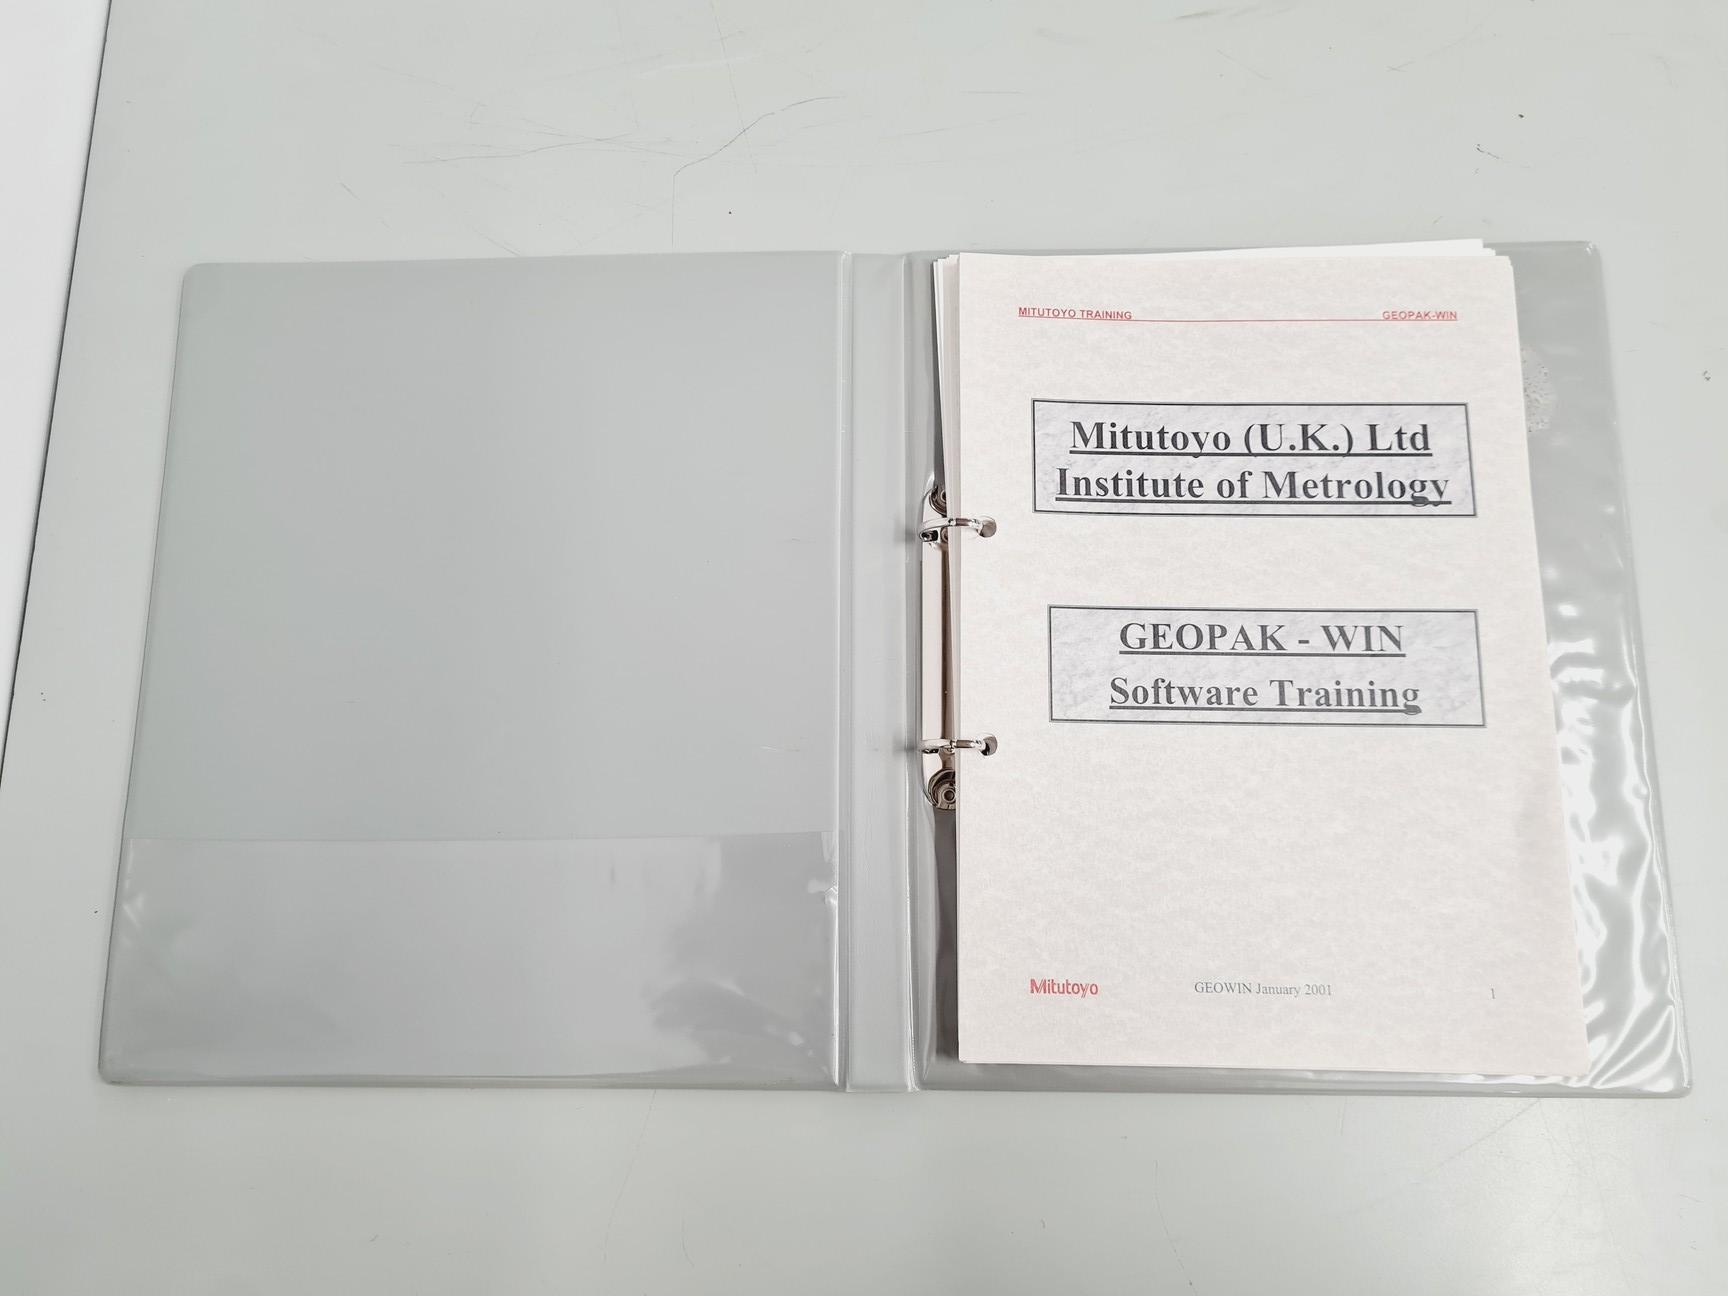 MITUTOYO TRAINING GEOPAK-WIN
Mitutoyo (U.K.) Ltd
Institute of Metrology
GEOPAK - WIN
Software Training
Mitutoyo GEOWIN January 2001 1